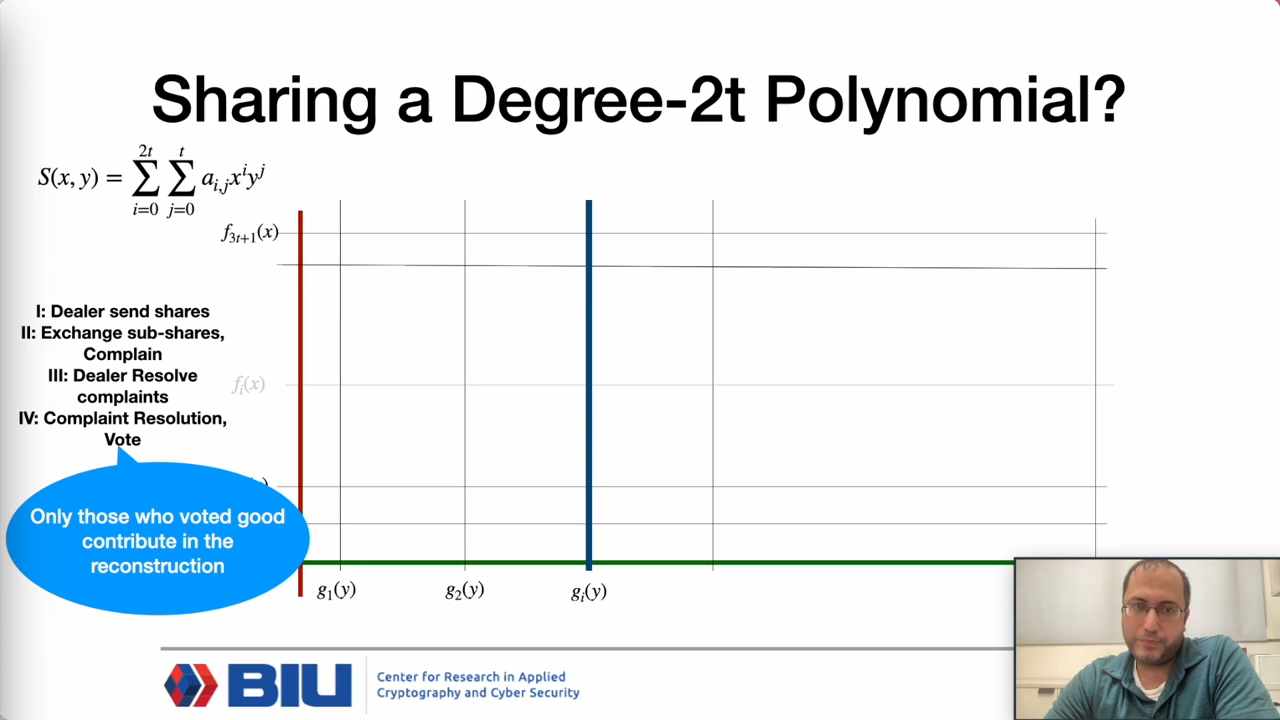 Sharing a Degree-2t Polynomial?
S(x, y) = ∑_{i=0}^{2t} ∑_{j=0}^{t} a_{i,j}x^i y^j
f_{3t+1}(x)
I: Dealer send shares
II: Exchange sub-shares,
Complain
III: Dealer Resolve
complaints
f_i(x)
IV: Complaint Resolution,
Vote
Only those who voted good
contribute in the
reconstruction
g_1(y) g_2(y) g_i(y)
BIU
Center for Research in Applied
Cryptography and Cyber Security